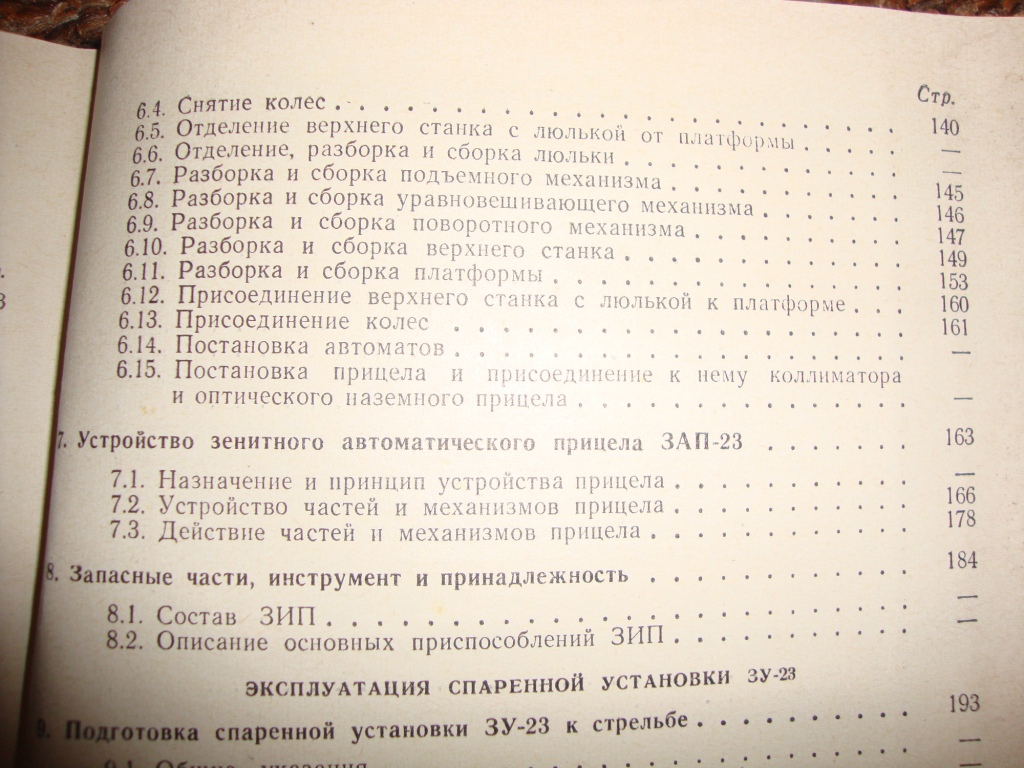 Стр.
6.4. Снятие колес . . . . . . . . . . . . . . . . . . . . . 140
6.5. Отделение верхнего станка с люлькой от платформы . . . . . —
6.6. Отделение, разборка и сборка люльки . . . . . . . . . . . —
6.7. Разборка и сборка подъемного механизма . . . . . . . . . . 145
6.8. Разборка и сборка уравновешивающего механизма . . . . . . 146
6.9. Разборка и сборка поворотного механизма . . . . . . . . . 147
6.10. Разборка и сборка верхнего станка . . . . . . . . . . . . 149
6.11. Разборка и сборка платформы . . . . . . . . . . . . . . 153
6.12. Присоединение верхнего станка с люлькой к платформе . . . 160
6.13. Присоединение колес . . . . . . . . . . . . . . . . . . 161
6.14. Постановка автоматов . . . . . . . . . . . . . . . . . . —
6.15. Постановка прицела и присоединение к нему коллиматора
и оптического наземного прицела . . . . . . . . . . . . . —
7. Устройство зенитного автоматического прицела ЗАП-23 . . . . . . . 163
7.1. Назначение и принцип устройства прицела . . . . . . . . . —
7.2. Устройство частей и механизмов прицела . . . . . . . . . . 166
7.3. Действие частей и механизмов прицела . . . . . . . . . . . 178
8. Запасные части, инструмент и принадлежность . . . . . . . . . . 184
8.1. Состав ЗИП . . . . . . . . . . . . . . . . . . . . . . . —
8.2. Описание основных приспособлений ЗИП . . . . . . . . . . —
ЭКСПЛУАТАЦИЯ СПАРЕННОЙ УСТАНОВКИ ЗУ-23
9. Подготовка спаренной установки ЗУ-23 к стрельбе . . . . . . . . . 193
9.1. Общие указания . . . . . . . . . . . . . . . . . . . . . —